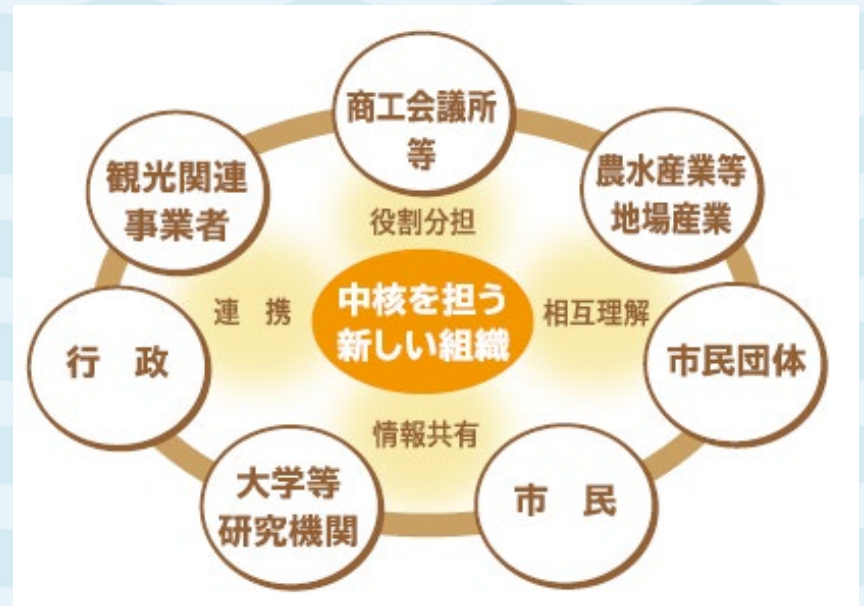 商工会議所
等
観光関連
事業者
農水産業等
地場産業
役割分担
連　携
中核を担う
新しい組織
相互理解
行　政
市民団体
情報共有
大学等
研究機関
市　民